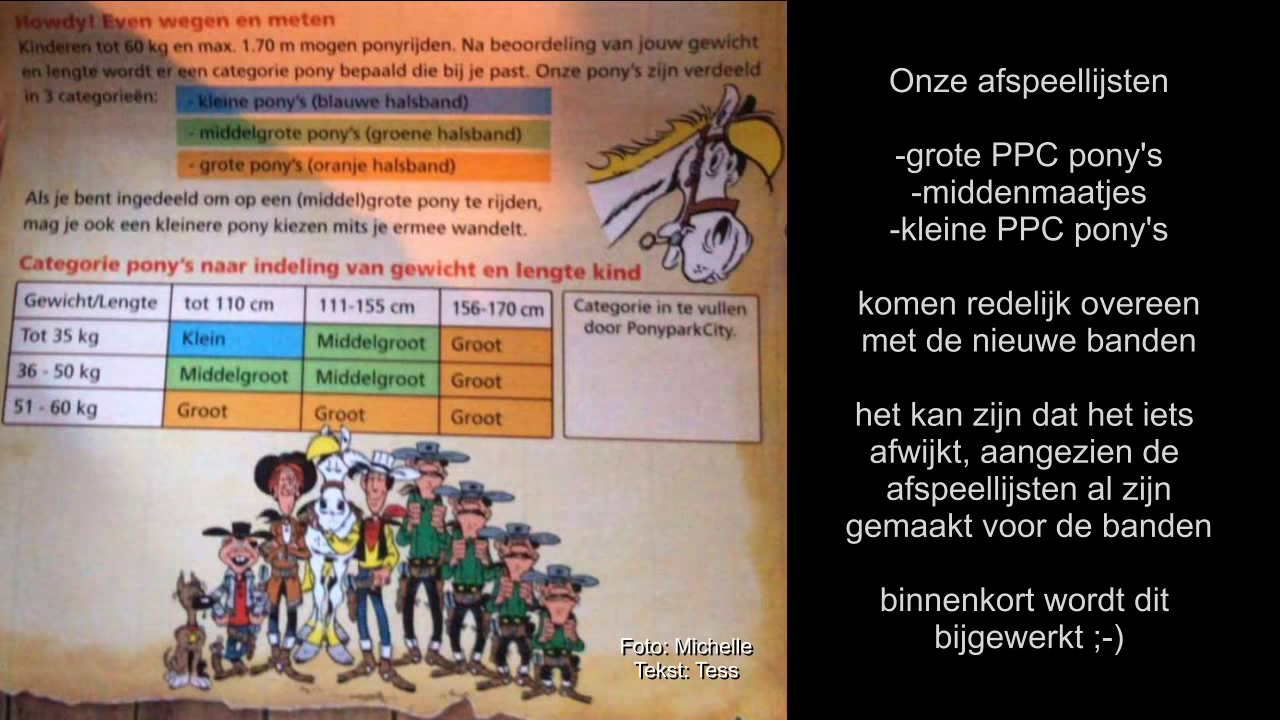 Howdy! Even wegen en meten
Kinderen tot 60 kg en max. 1.70 m mogen ponyrijden. Na beoordeling van jouw gewicht
en lengte wordt er een categorie pony bepaald die bij je past. Onze pony's zijn verdeeld
in 3 categorieën:
- kleine pony's (blauwe halsband)
- middelgrote pony's (groene halsband)
- grote pony's (oranje halsband)
Als je bent ingedeeld om op een (middel)grote pony te rijden,
mag je ook een kleinere pony kiezen mits je ermee wandelt.
Categorie pony's naar indeling van gewicht en lengte kind
Gewicht/Lengte tot 110 cm 111-155 cm 156-170 cm
Tot 35 kg Klein Middelgroot Groot
36 - 50 kg Middelgroot Middelgroot Groot
51 - 60 kg Groot Groot Groot
Categorie in te vullen
door PonyparkCity.
Foto: Michelle
Tekst: Tess
Onze afspeellijsten
-grote PPC pony's
-middenmaatjes
-kleine PPC pony's
komen redelijk overeen
met de nieuwe banden
het kan zijn dat het iets
afwijkt, aangezien de
afspeellijsten al zijn
gemaakt voor de banden
binnenkort wordt dit
bijgewerkt ;-)